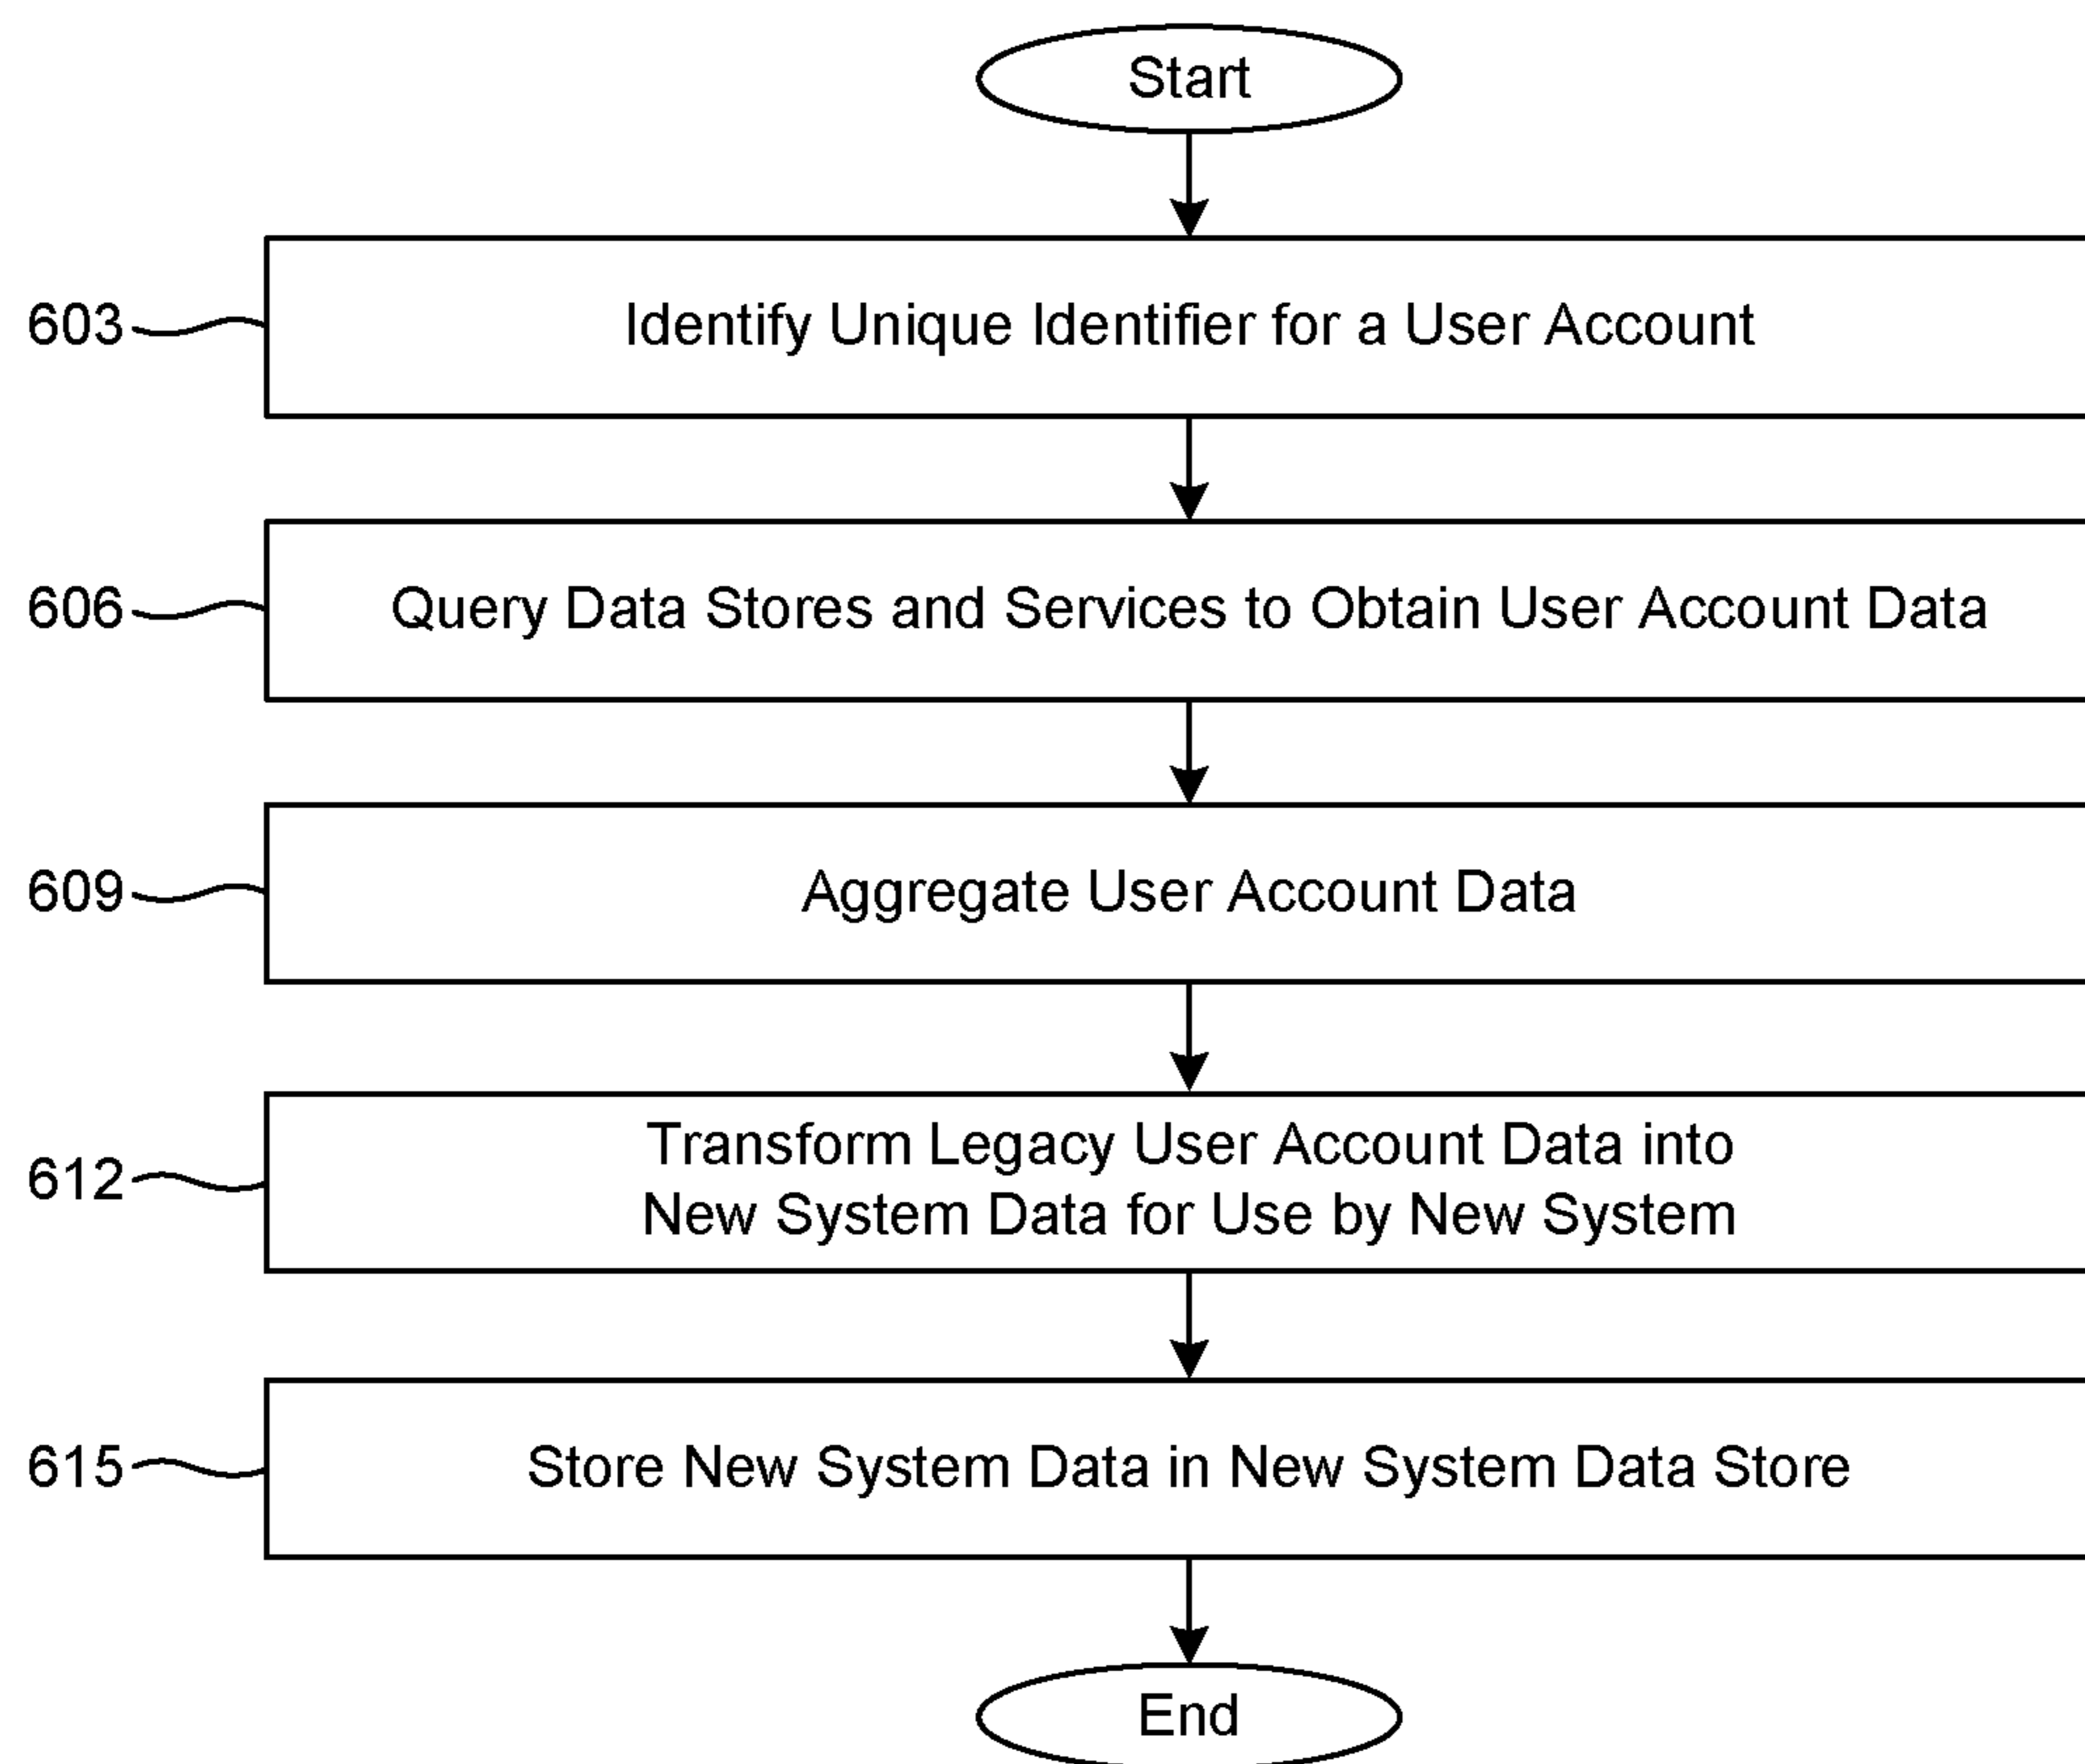 Start
603
Identify Unique Identifier for a User Account
606
Query Data Stores and Services to Obtain User Account Data
609
Aggregate User Account Data
612
Transform Legacy User Account Data into
New System Data for Use by New System
615
Store New System Data in New System Data Store
End